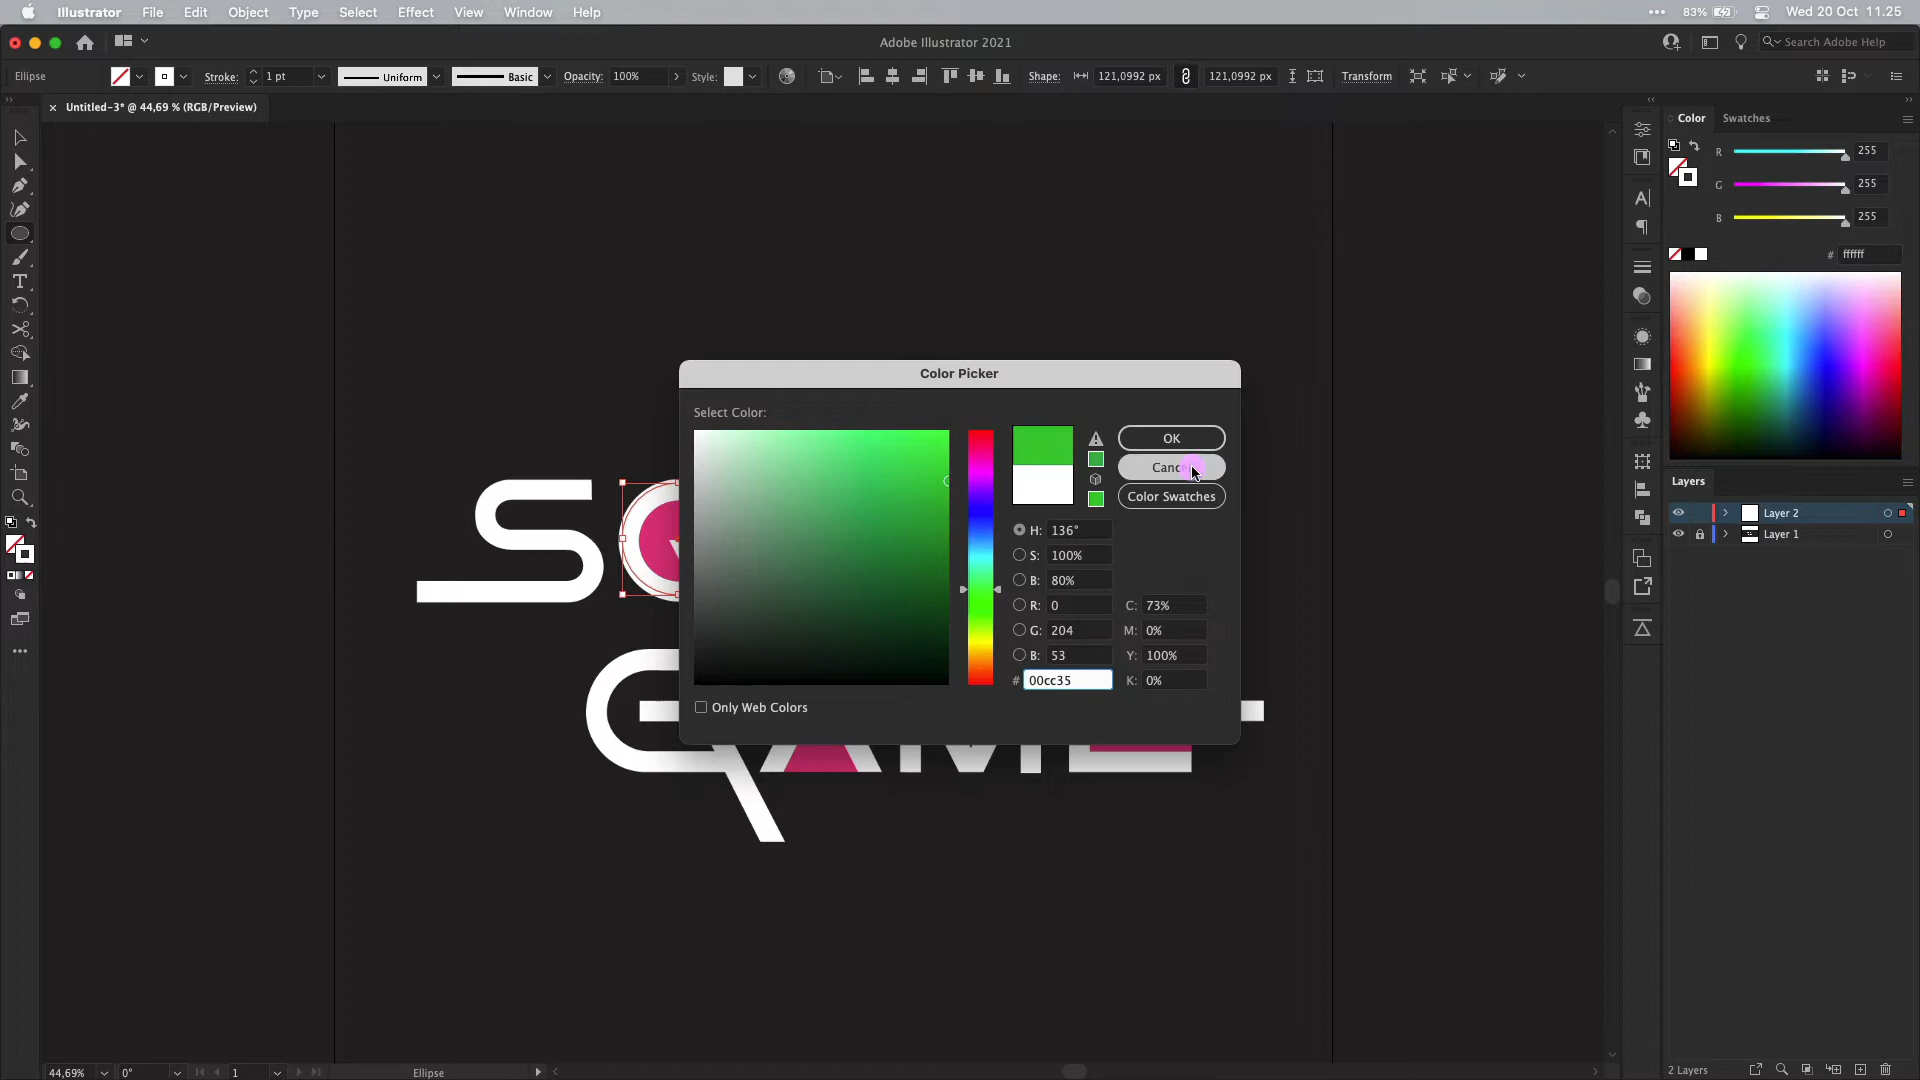 Illustrator File Edit Object Type Select Effect View Window Help 83% Wed 20 Oct 11.25
Adobe Illustrator 2021 Search Adobe Help
Ellipse Stroke: 1 pt Uniform Basic Opacity: 100% Style: Shape: 121,0992 px 121,0992 px Transform
× Untitled-3* @ 44,69 % (RGB/Preview)
Color Swatches
R 255
G 255
B 255
# ffffff
Color Picker
Select Color:
OK
Cancel
Color Swatches
H: 136°
S: 100%
B: 80%
R: 0 C: 73%
G: 204 M: 0%
B: 53 Y: 100%
# 00cc35 K: 0%
Only Web Colors
Layers
Layer 2
Layer 1
S
GAME
44,69% 0° 1 Ellipse
2 Layers